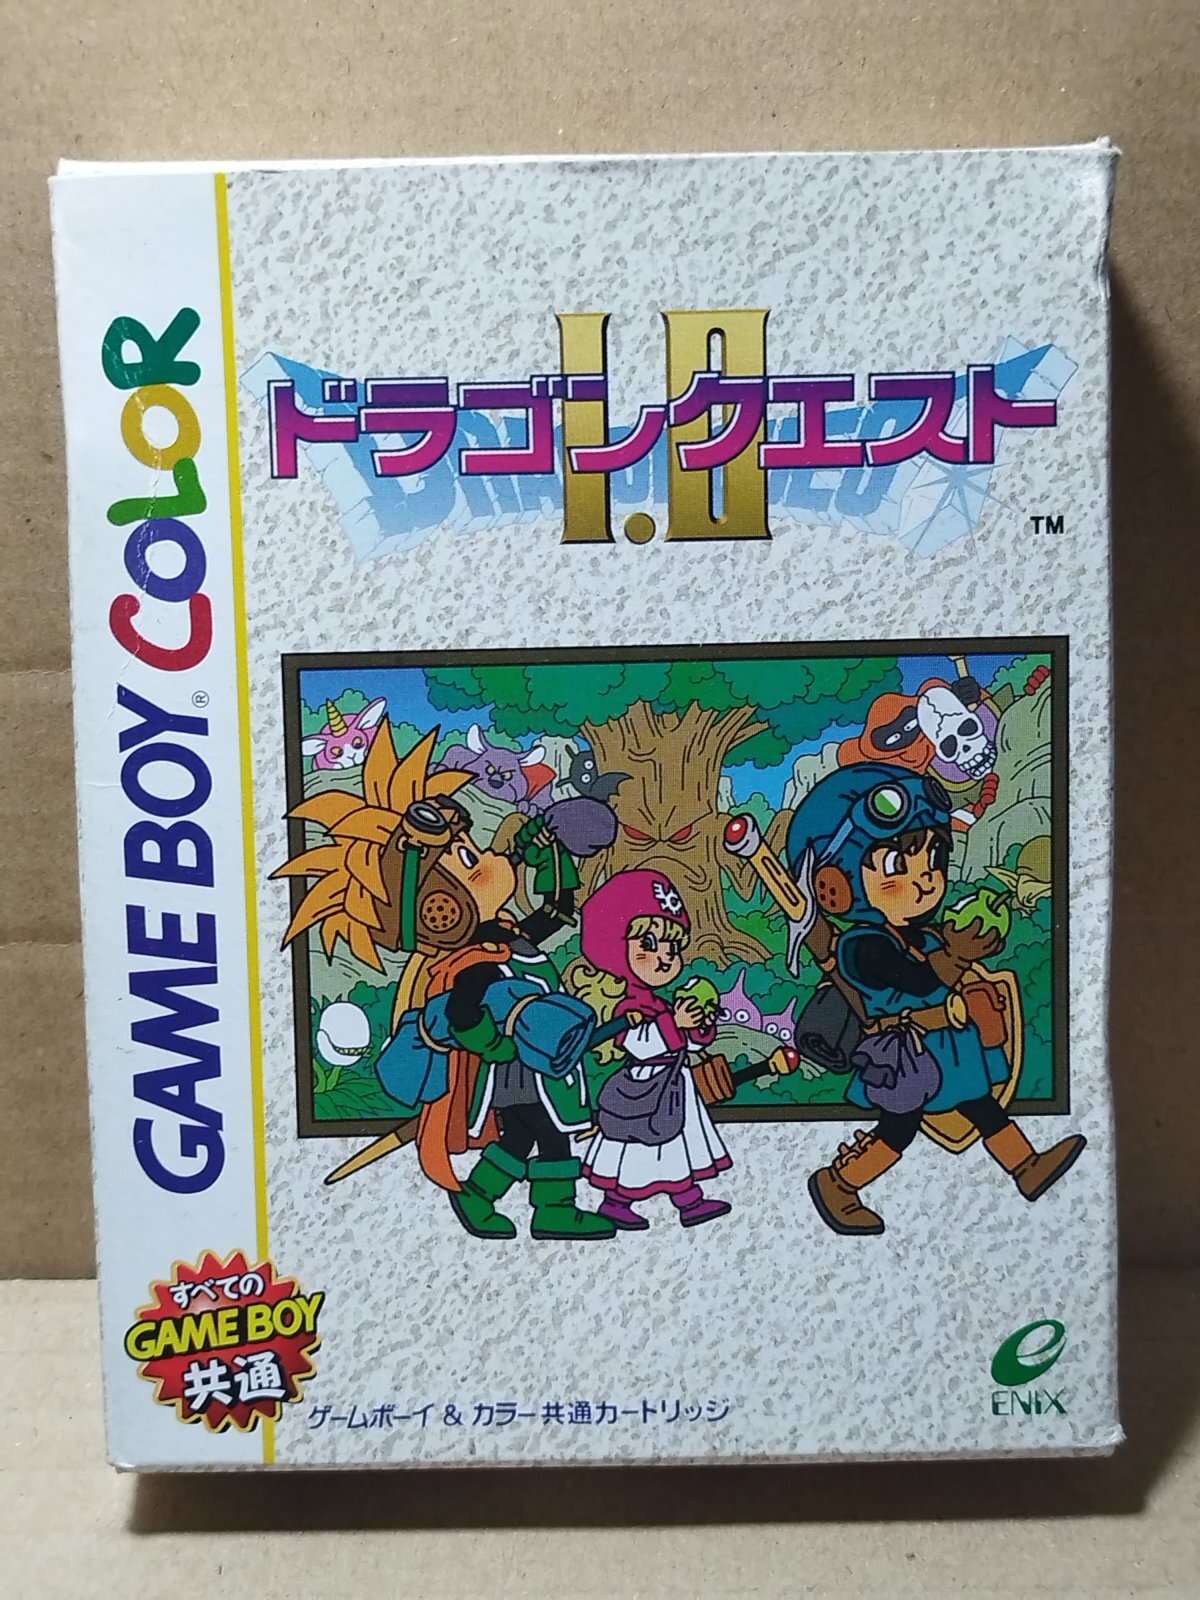 GAME BOY COLOR
®
I・II
ドラゴンクエスト
DRAGON QUEST
TM
すべての
GAME BOY
共通
ゲームボーイ & カラー共通カートリッジ
e
ENIX